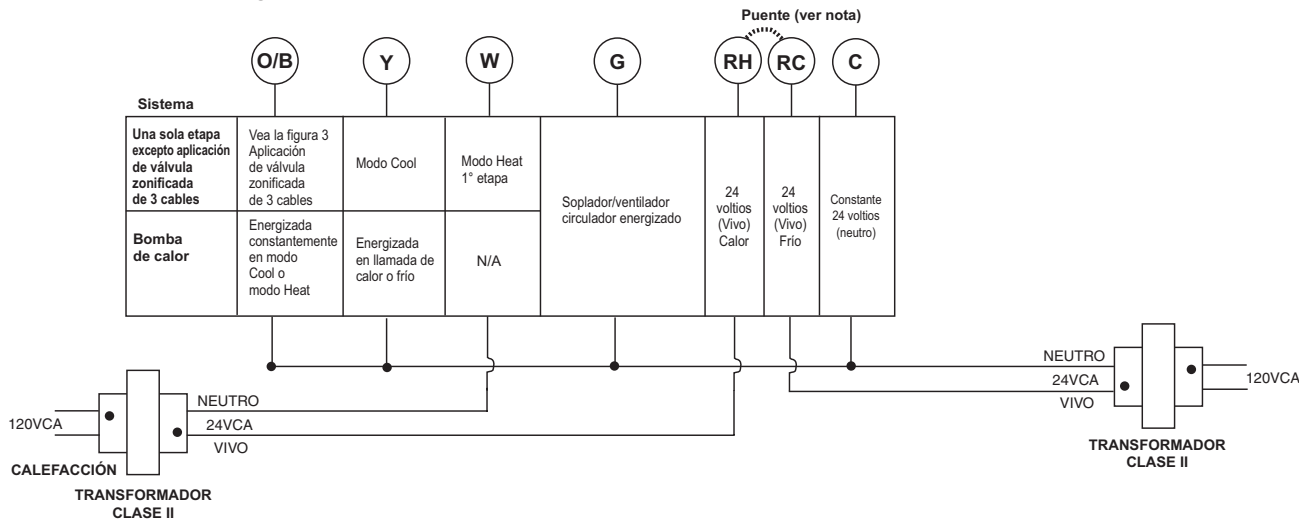 Puente (ver nota)
O/B
Y
W
G
RH
RC
C
Sistema
Una sola etapa
excepto aplicación
de válvula
zonificada
de 3 cables
Vea la figura 3
Aplicación
de válvula
zonificada
de 3 cables
Modo Cool
Modo Heat
1° etapa
Soplador/ventilador
circulador energizado
24
voltios
(Vivo)
Calor
24
voltios
(Vivo)
Frío
Constante
24 voltios
(neutro)
Bomba
de calor
Energizada
constantemente
en modo
Cool o
modo Heat
Energizada
en llamada de
calor o frío
N/A
NEUTRO
24VCA
VIVO
120VCA
TRANSFORMADOR
CLASE II
NEUTRO
24VCA
VIVO
120VCA
CALEFACCIÓN
TRANSFORMADOR
CLASE II